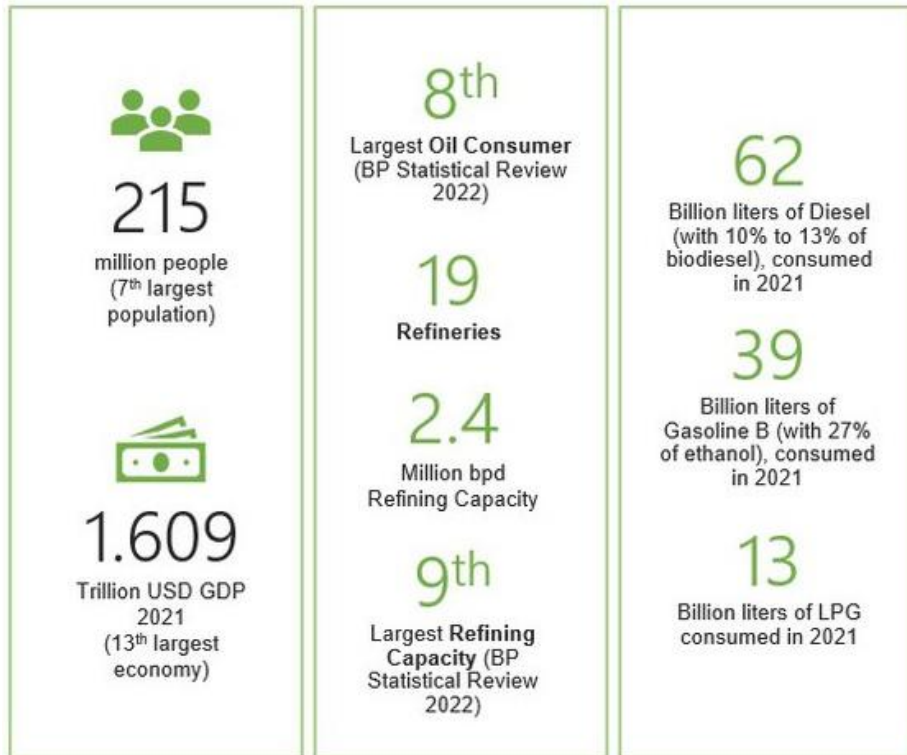 215
million people
(7th largest
population)
1.609
Trillion USD GDP
2021
(13th largest
economy)
8th
Largest Oil Consumer
(BP Statistical Review
2022)
19
Refineries
2.4
Million bpd
Refining Capacity
9th
Largest Refining
Capacity (BP
Statistical Review
2022)
62
Billion liters of Diesel
(with 10% to 13% of
biodiesel), consumed
in 2021
39
Billion liters of
Gasoline B (with 27%
of ethanol), consumed
in 2021
13
Billion liters of LPG
consumed in 2021